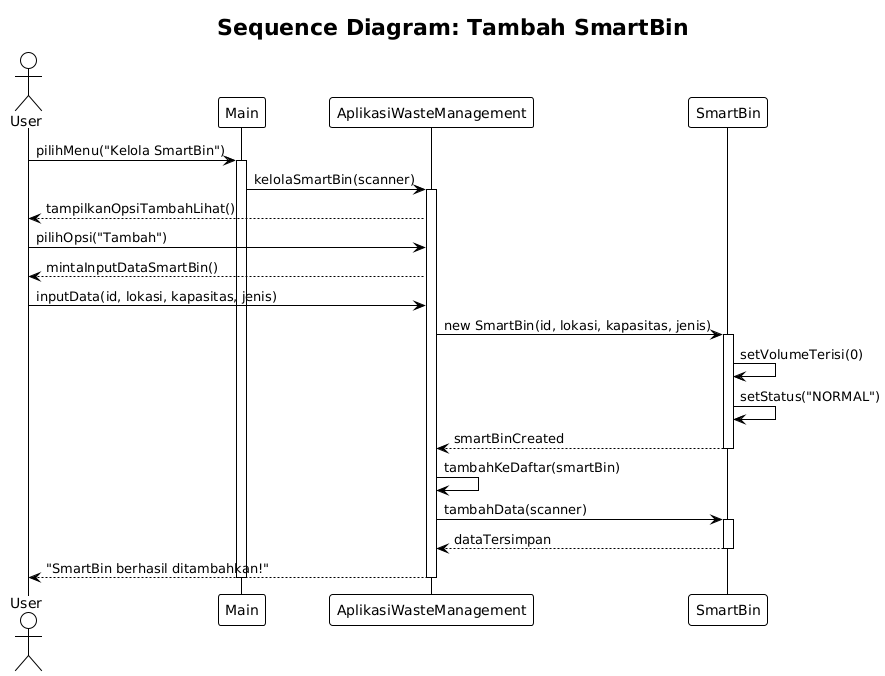 Sequence Diagram: Tambah SmartBin
User
Main
AplikasiWasteManagement
SmartBin
pilihMenu("Kelola SmartBin")
kelolaSmartBin(scanner)
tampilkanOpsiTambahLihat()
pilihOpsi("Tambah")
mintaInputDataSmartBin()
inputData(id, lokasi, kapasitas, jenis)
new SmartBin(id, lokasi, kapasitas, jenis)
setVolumeTerisi(0)
setStatus("NORMAL")
smartBinCreated
tambahKeDaftar(smartBin)
tambahData(scanner)
dataTersimpan
"SmartBin berhasil ditambahkan!"
User
Main
AplikasiWasteManagement
SmartBin